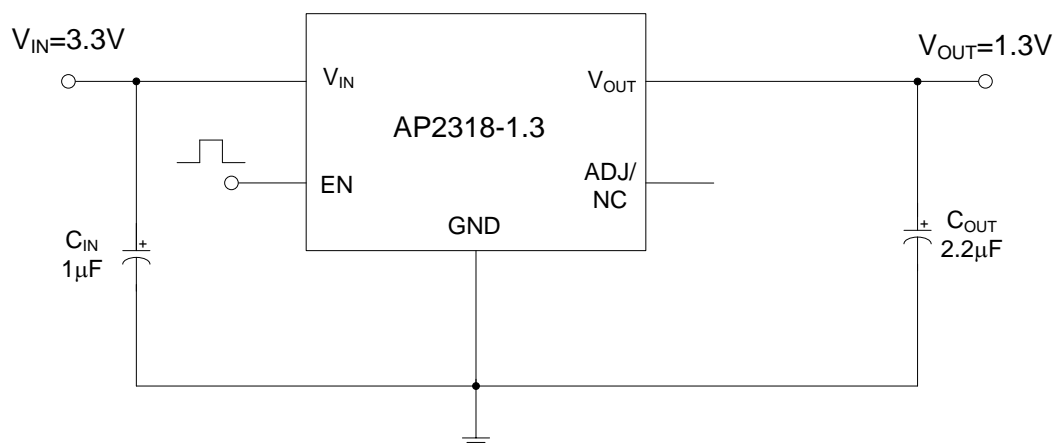 V_IN=3.3V
V_OUT=1.3V
V_IN
V_OUT
AP2318-1.3
EN
ADJ/
NC
GND
C_IN
1μF
C_OUT
2.2μF
+
+